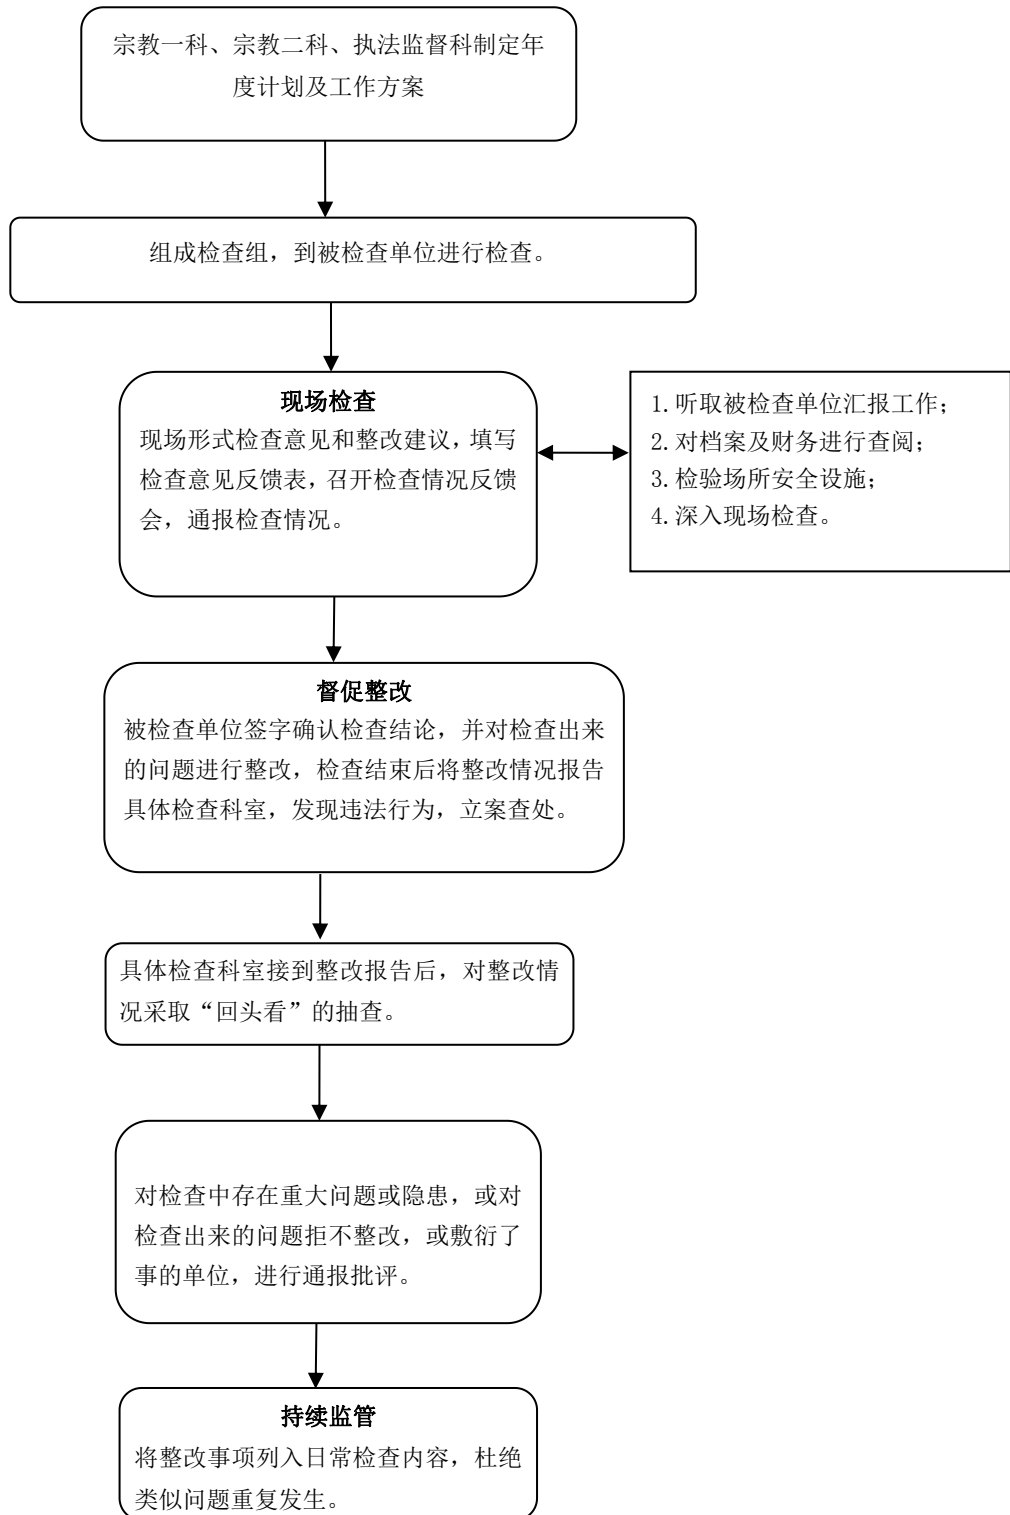 宗教一科、宗教二科、执法监督科制定年
度计划及工作方案
组成检查组，到被检查单位进行检查。
现场检查
现场形式检查意见和整改建议，填写
检查意见反馈表，召开检查情况反馈
会，通报检查情况。
1.听取被检查单位汇报工作；
2.对档案及财务进行查阅；
3.检验场所安全设施；
4.深入现场检查。
督促整改
被检查单位签字确认检查结论，并对检查出来
的问题进行整改，检查结束后将整改情况报告
具体检查科室，发现违法行为，立案查处。
具体检查科室接到整改报告后，对整改情
况采取“回头看”的抽查。
对检查中存在重大问题或隐患，或对
检查出来的问题拒不整改，或敷衍了
事的单位，进行通报批评。
持续监管
将整改事项列入日常检查内容，杜绝
类似问题重复发生。